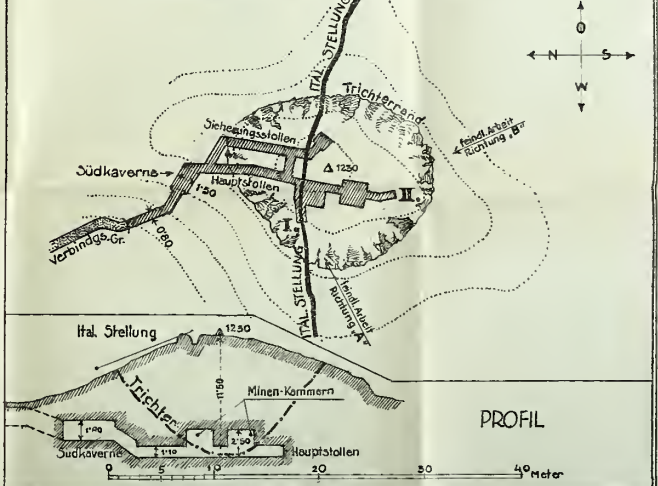 ITAL. STELLUNG
O
N S
W
Trichterrand
Sicherungsstollen
feindl. Arbeit
Richtung „B“
Δ 1250
Südkaverne
Hauptstollen
1·50
II.
I.
0·80
Verbindgs.Gr.
ITAL. STELLUNG
feindl. Arbeit
Richtung „A“
Ital. Stellung
1250
11·50
Trichter
Minen-Kammern
PROFIL
1·80
2·50
1·10
Südkaverne
Hauptstollen
0 5 10 20 30 40 Meter